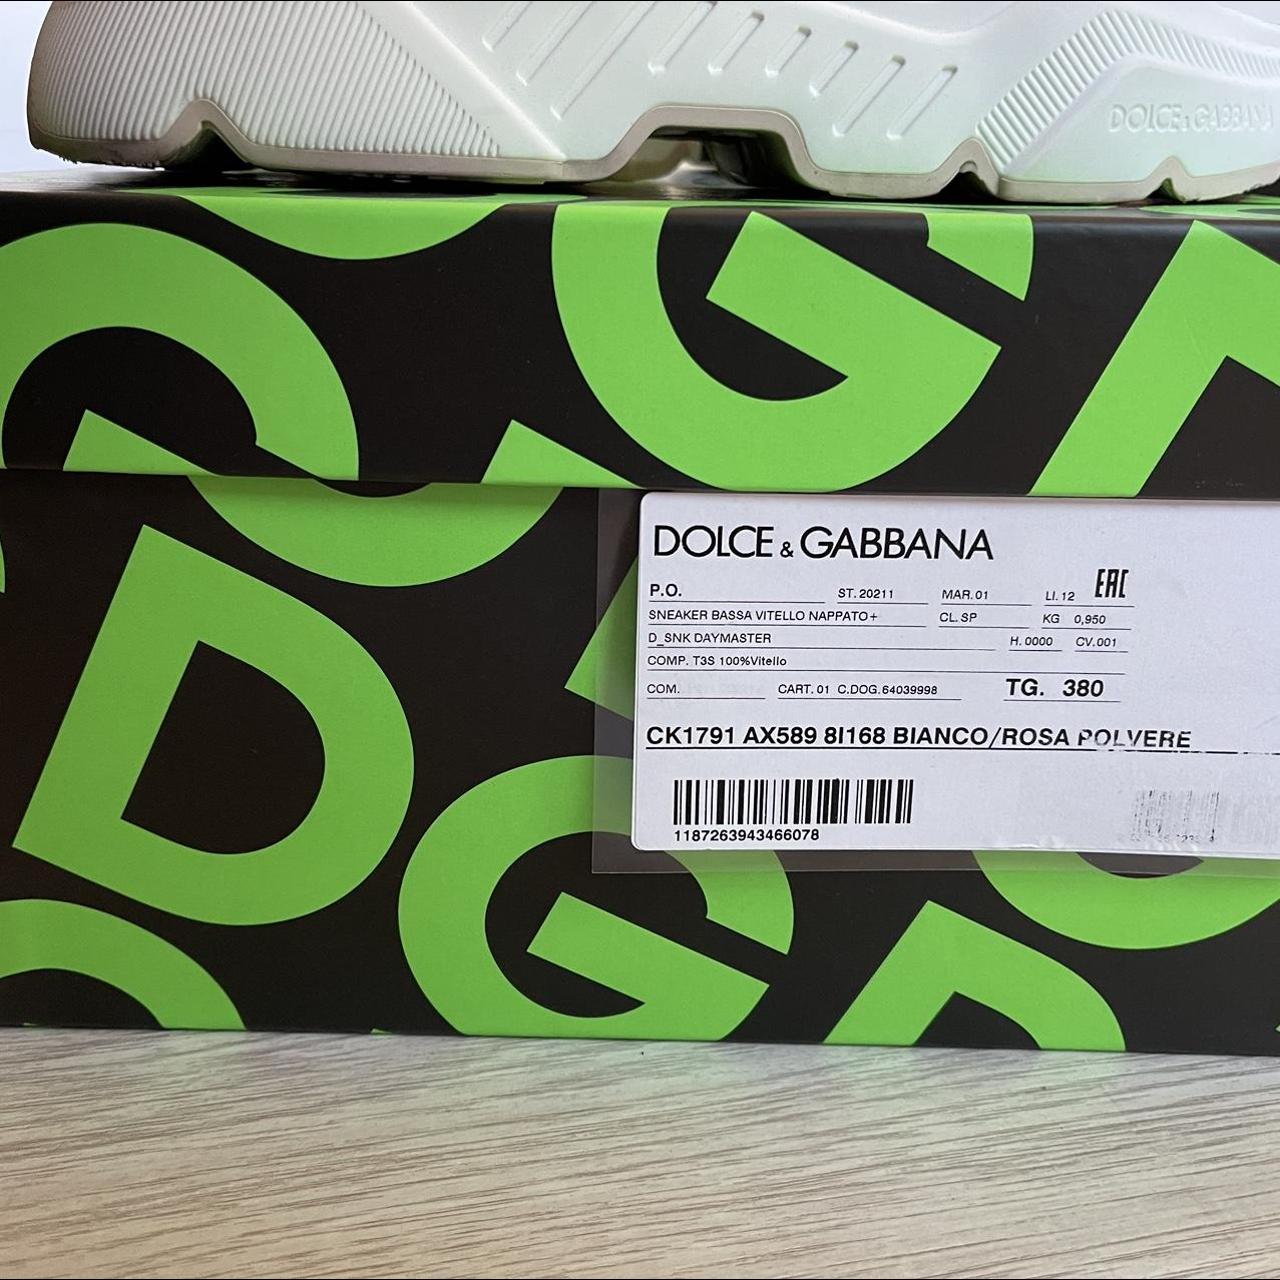 DOLCE & GABBANA
DG
D G D
DOLCE & GABBANA
P.O. ST. 20211 MAR. 01 LI. 12 EAC
SNEAKER BASSA VITELLO NAPPATO+ CL. SP KG 0,950
D_SNK DAYMASTER H. 0000 CV. 001
COMP. T3S 100%Vitello
COM. CART. 01 C.DOG. 64039998 TG. 380
CK1791 AX589 8I168 BIANCO/ROSA POLVERE
1187263943466078